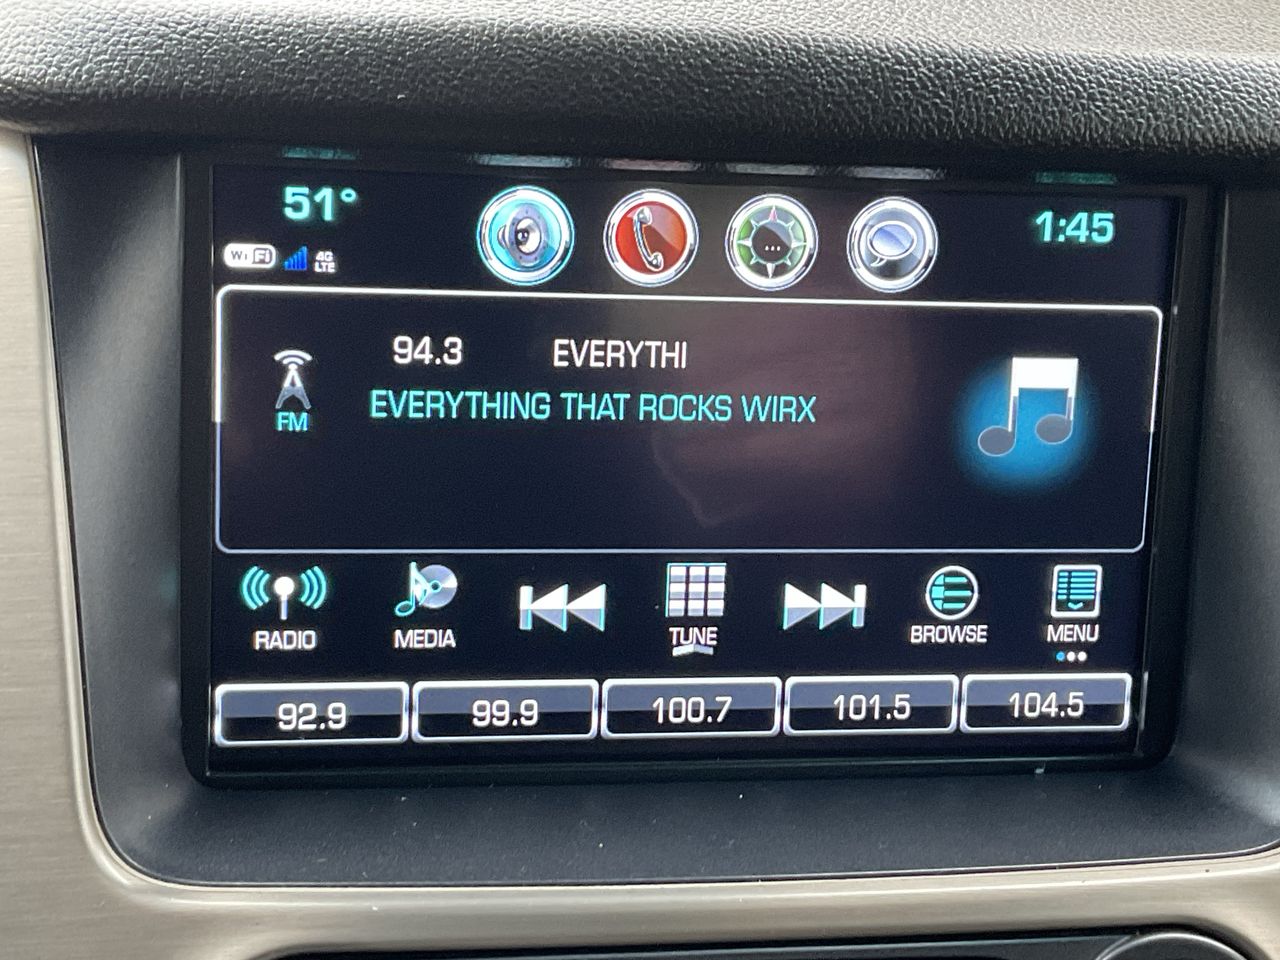 51°
1:45
WiFi
4G
LTE
94.3 EVERYTHI
FM
EVERYTHING THAT ROCKS WIRX
RADIO
MEDIA
TUNE
BROWSE
MENU
92.9
99.9
100.7
101.5
104.5